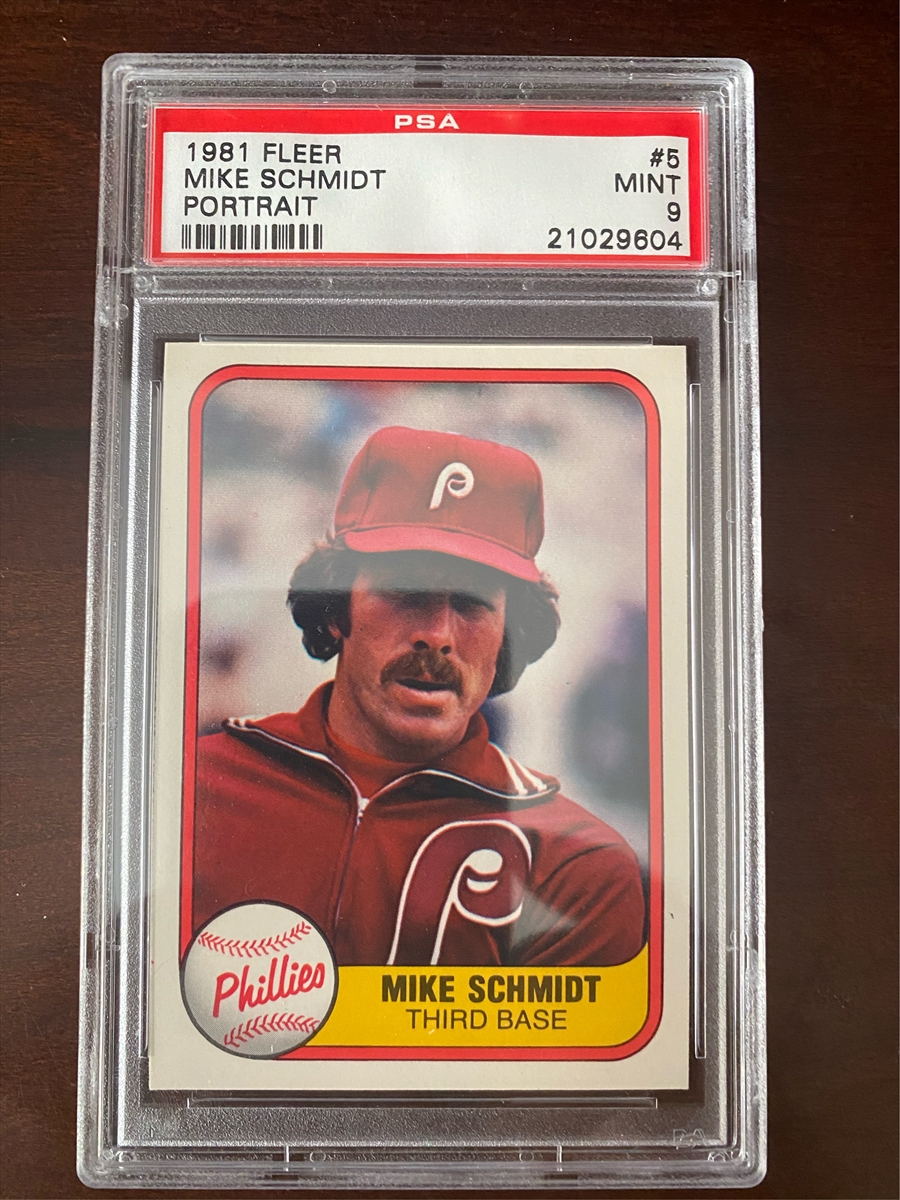 PSA
1981 FLEER #5
MINT
MIKE SCHMIDT
PORTRAIT 9
21029604
P
P
Phillies
MIKE SCHMIDT
THIRD BASE